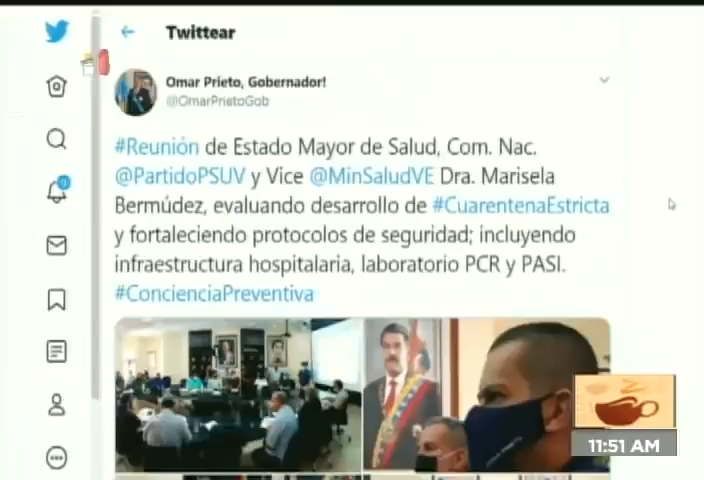 Twittear
Omar Prieto, Gobernador!
@OmarPrietoGob
#Reunión de Estado Mayor de Salud, Com. Nac.
@PartidoPSUV y Vice @MinSaludVE Dra. Marisela
Bermúdez, evaluando desarrollo de #CuarentenaEstricta
y fortaleciendo protocolos de seguridad; incluyendo
infraestructura hospitalaria, laboratorio PCR y PASI.
#ConcienciaPreventiva
11:51 AM